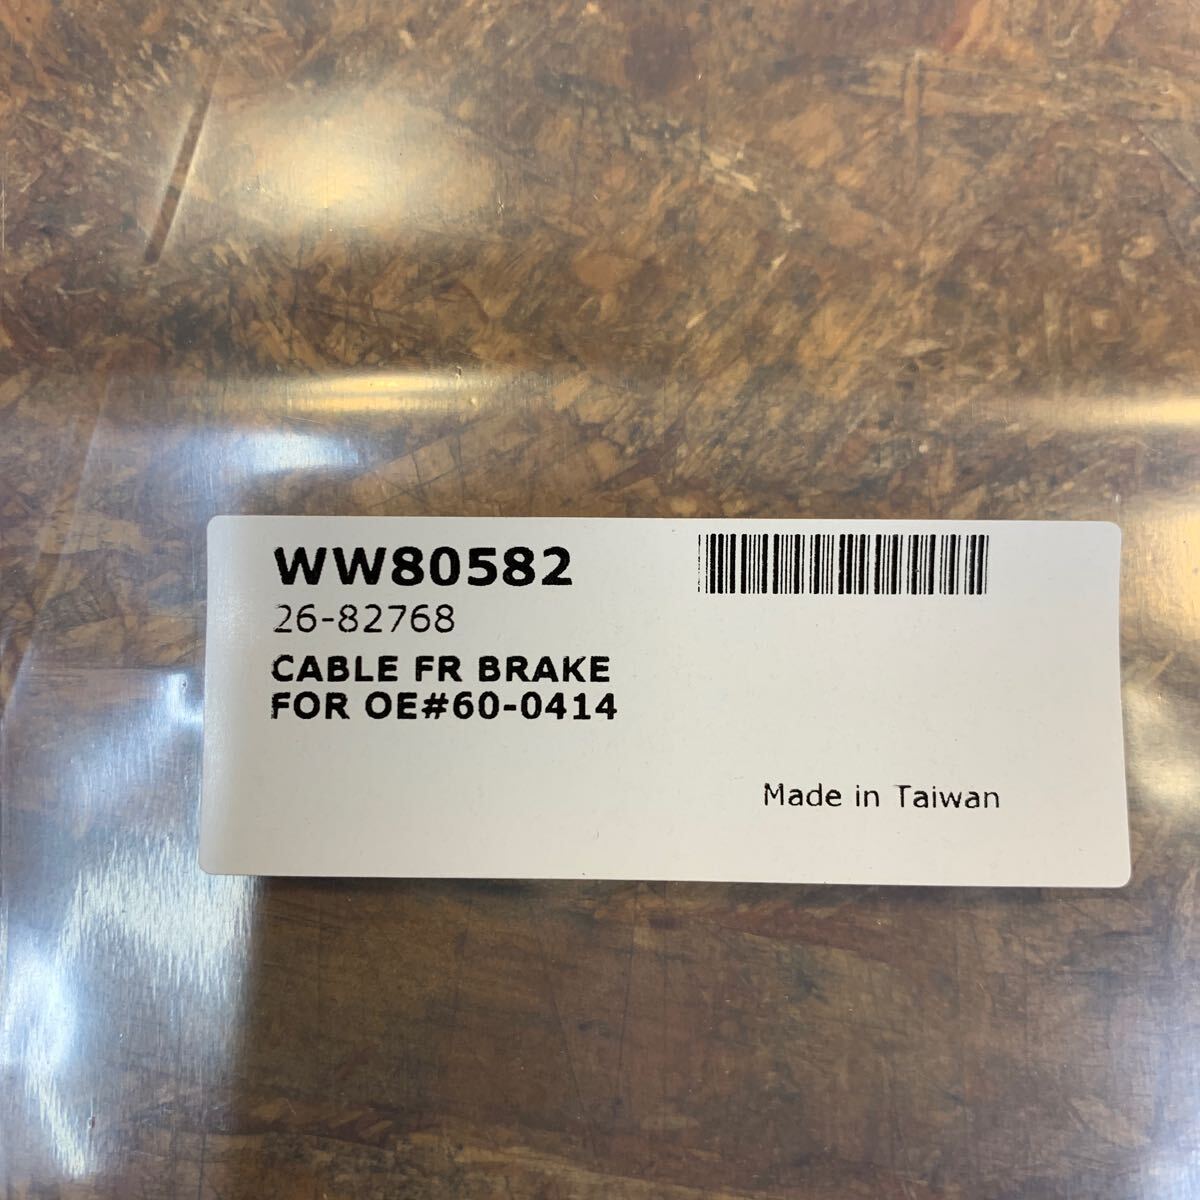 WW80582
26-82768
CABLE FR BRAKE
FOR OE#60-0414
Made in Taiwan